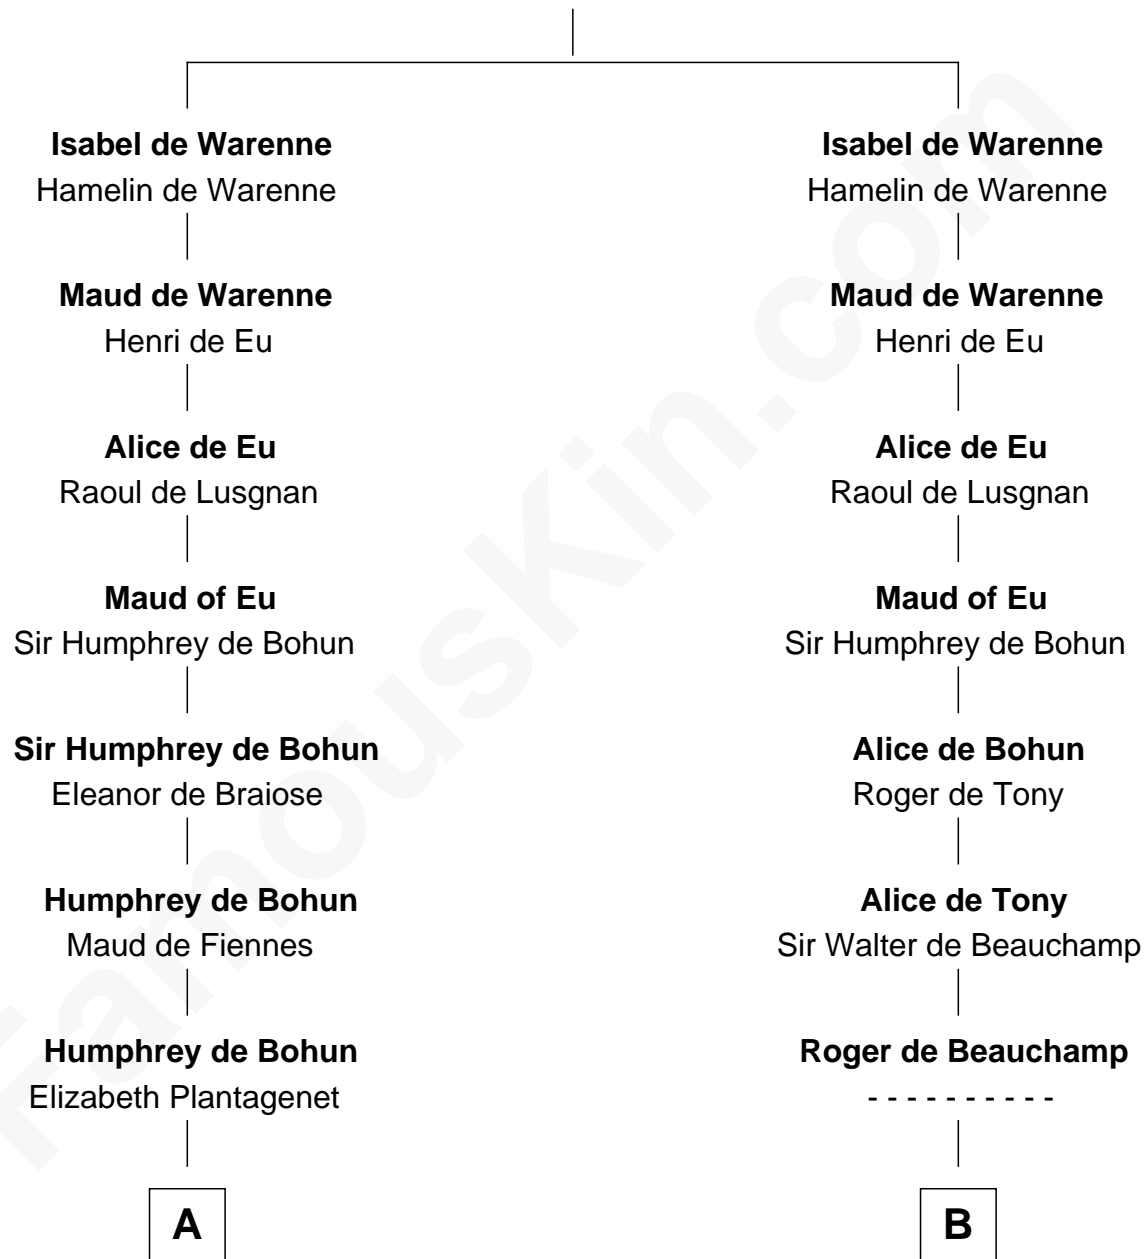 Isabel de Warenne
Hamelin de Warenne
Maud de Warenne
Henri de Eu
Alice de Eu
Raoul de Lusgnan
Maud of Eu
Sir Humphrey de Bohun
Sir Humphrey de Bohun
Eleanor de Braiose
Humphrey de Bohun
Maud de Fiennes
Humphrey de Bohun
Elizabeth Plantagenet
A
Isabel de Warenne
Hamelin de Warenne
Maud de Warenne
Henri de Eu
Alice de Eu
Raoul de Lusgnan
Maud of Eu
Sir Humphrey de Bohun
Alice de Bohun
Roger de Tony
Alice de Tony
Sir Walter de Beauchamp
Roger de Beauchamp
- - - - - - - - - -
B
FamousKin.com